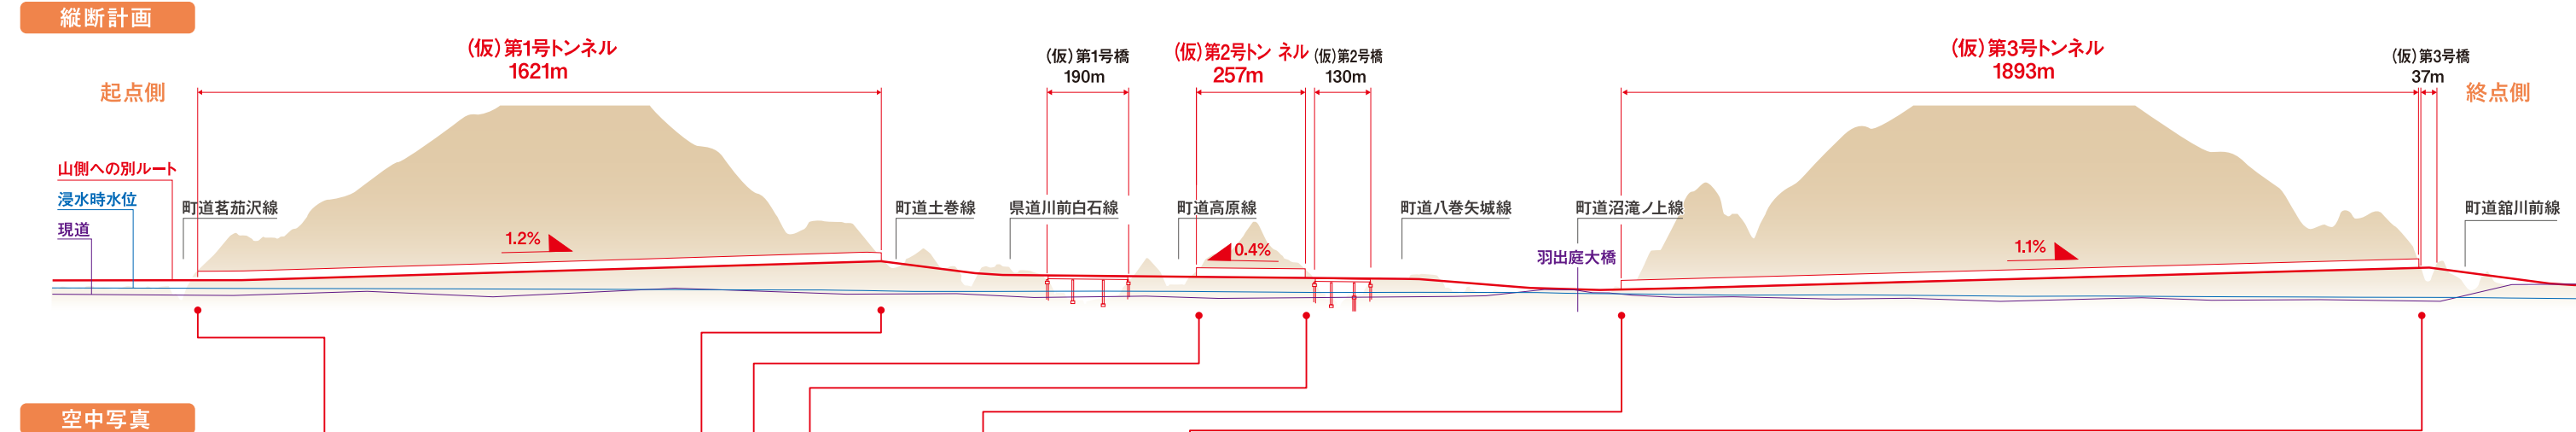 縦断計画
(仮)第1号トンネル
1621m
(仮)第1号橋
190m
(仮)第2号トン ネル
257m
(仮)第2号橋
130m
(仮)第3号トンネル
1893m
(仮)第3号橋
37m
起点側
終点側
山側への別ルート
浸水時水位
現道
町道茗茄沢線
町道土巻線
県道川前白石線
町道高原線
町道八巻矢城線
町道沼滝ノ上線
町道舘川前線
1.2%
0.4%
羽出庭大橋
1.1%
空中写真